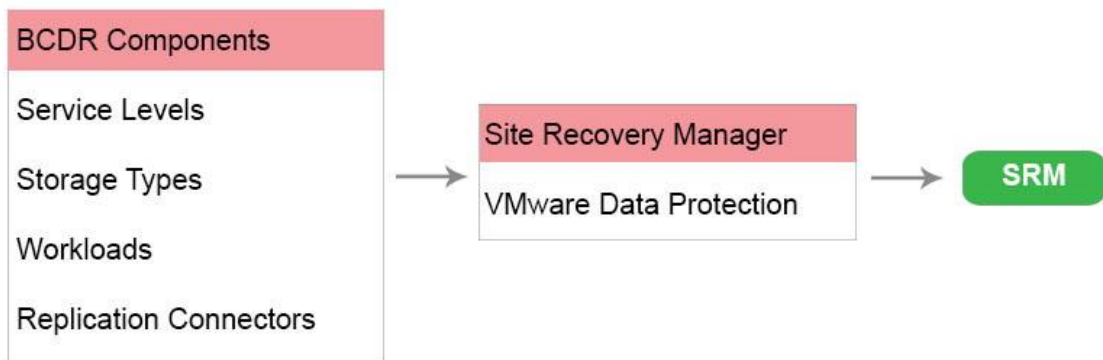 BCDR Components
Service Levels
Storage Types
Workloads
Replication Connectors
Site Recovery Manager
VMware Data Protection
SRM